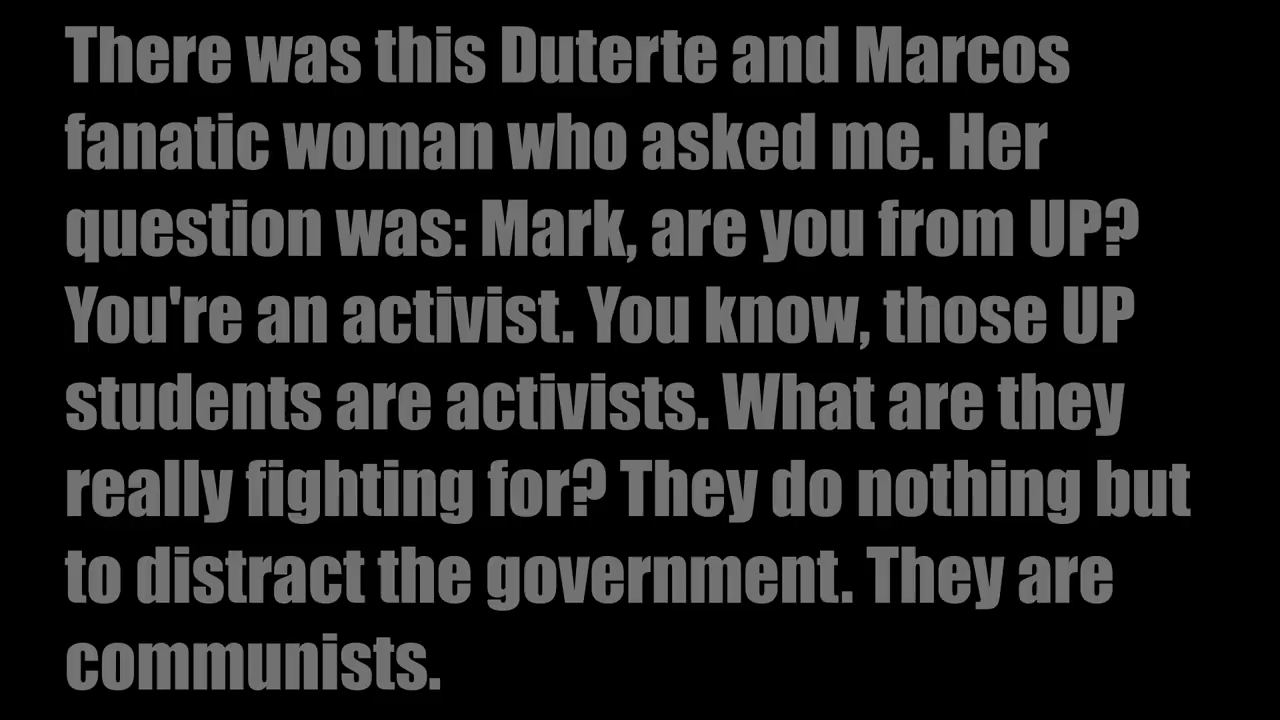 There was this Duterte and Marcos
fanatic woman who asked me. Her
question was: Mark, are you from UP?
You're an activist. You know, those UP
students are activists. What are they
really fighting for? They do nothing but
to distract the government. They are
communists.